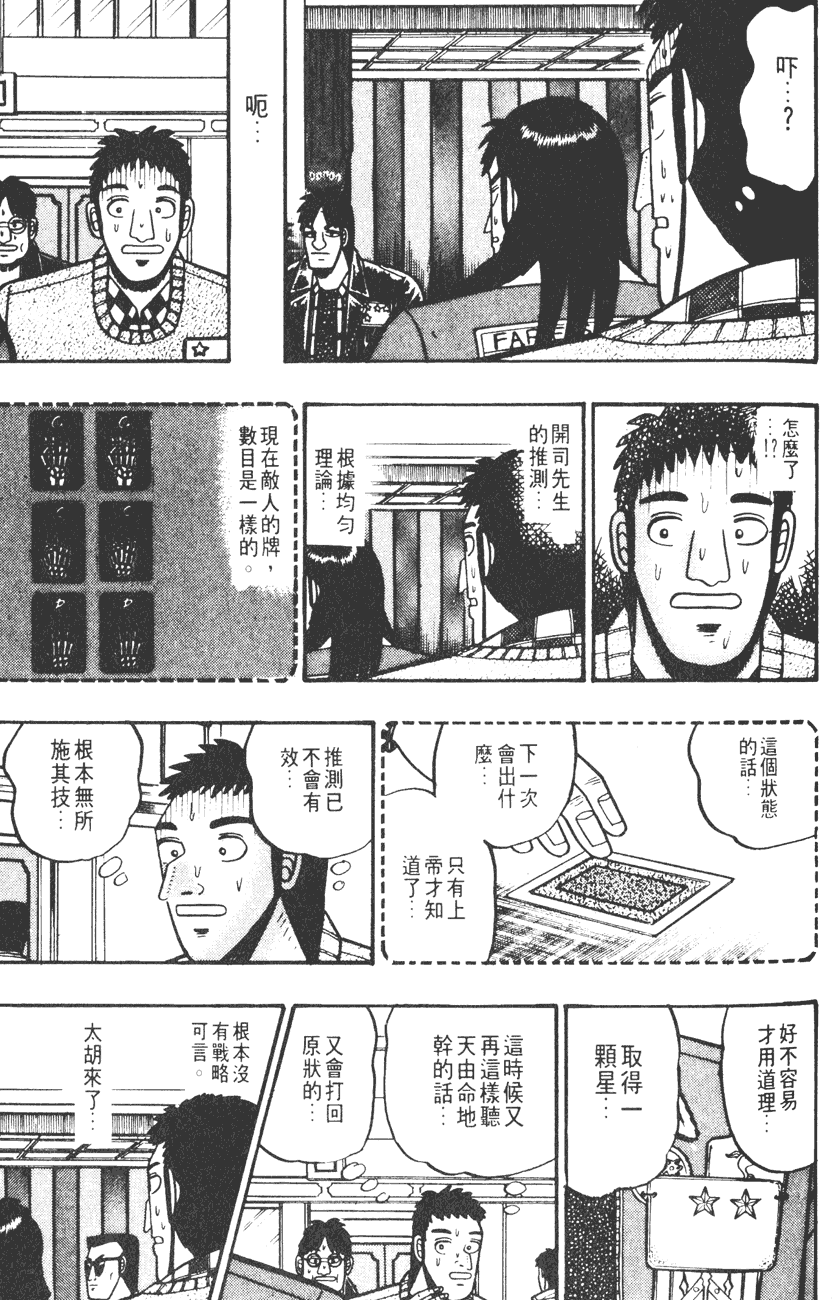 吓…?
FAR
呃…
怎麼了
…!?
開司先生
的推測…
根據均勻
理論…
現在敵人的牌，
數目是一樣的。
這個狀態
的話…
下一次
會出什
麼…
只有上
帝才知
道了…
推測已
不會有
效…
根本無所
施其技…
好不容易
才用道理…
取得一
顆星…
這時候又
再這樣聽
天由命地
幹的話…
又會打回
原狀的…
根本沒
有戰略
可言。
太胡來了…